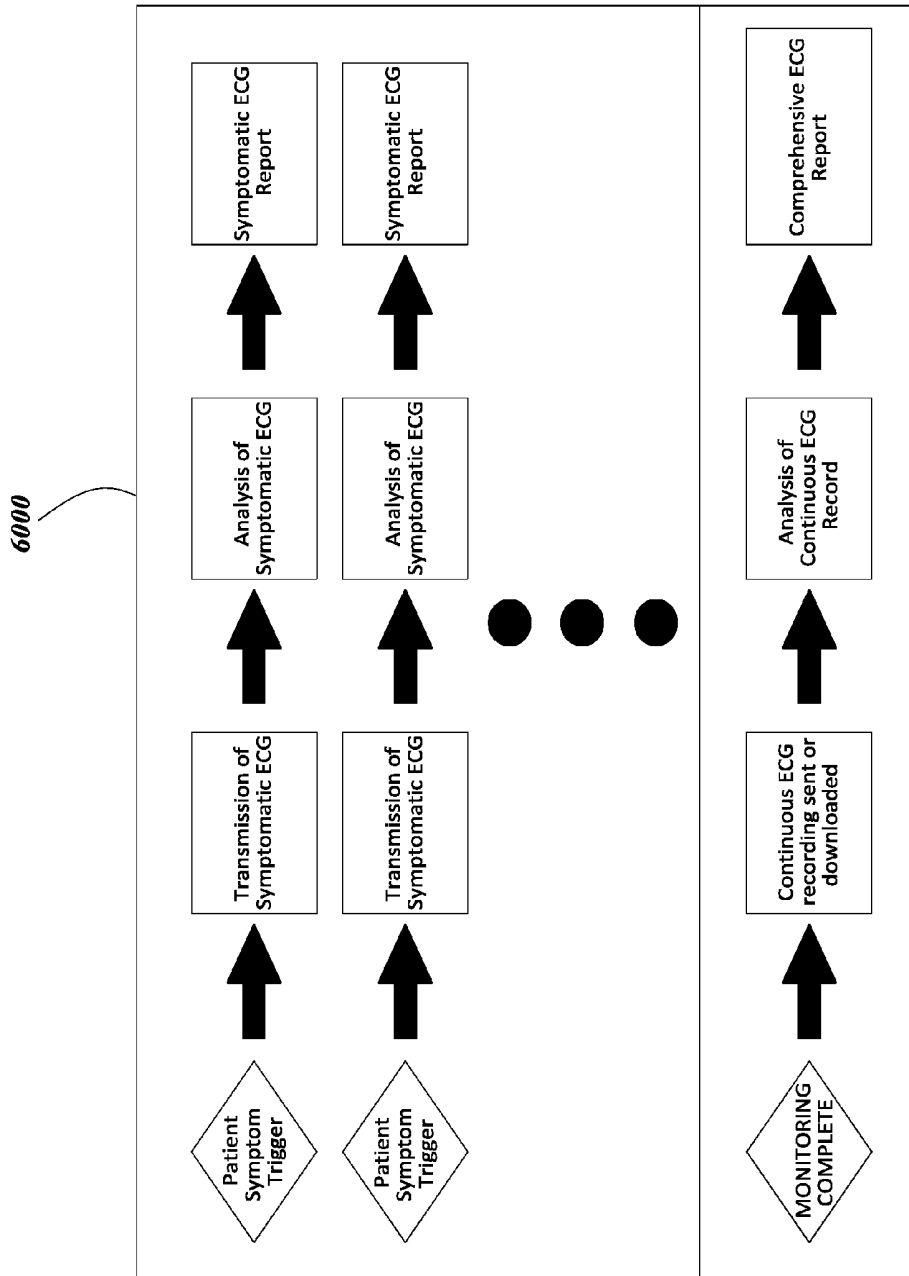 6000
Patient
Symptom
Trigger
Transmission of
Symptomatic ECG
Analysis of
Symptomatic ECG
Symptomatic ECG
Report
Patient
Symptom
Trigger
Transmission of
Symptomatic ECG
Analysis of
Symptomatic ECG
Symptomatic ECG
Report
MONITORING
COMPLETE
Continuous ECG
recording sent or
downloaded
Analysis of
Continuous ECG
Record
Comprehensive ECG
Report